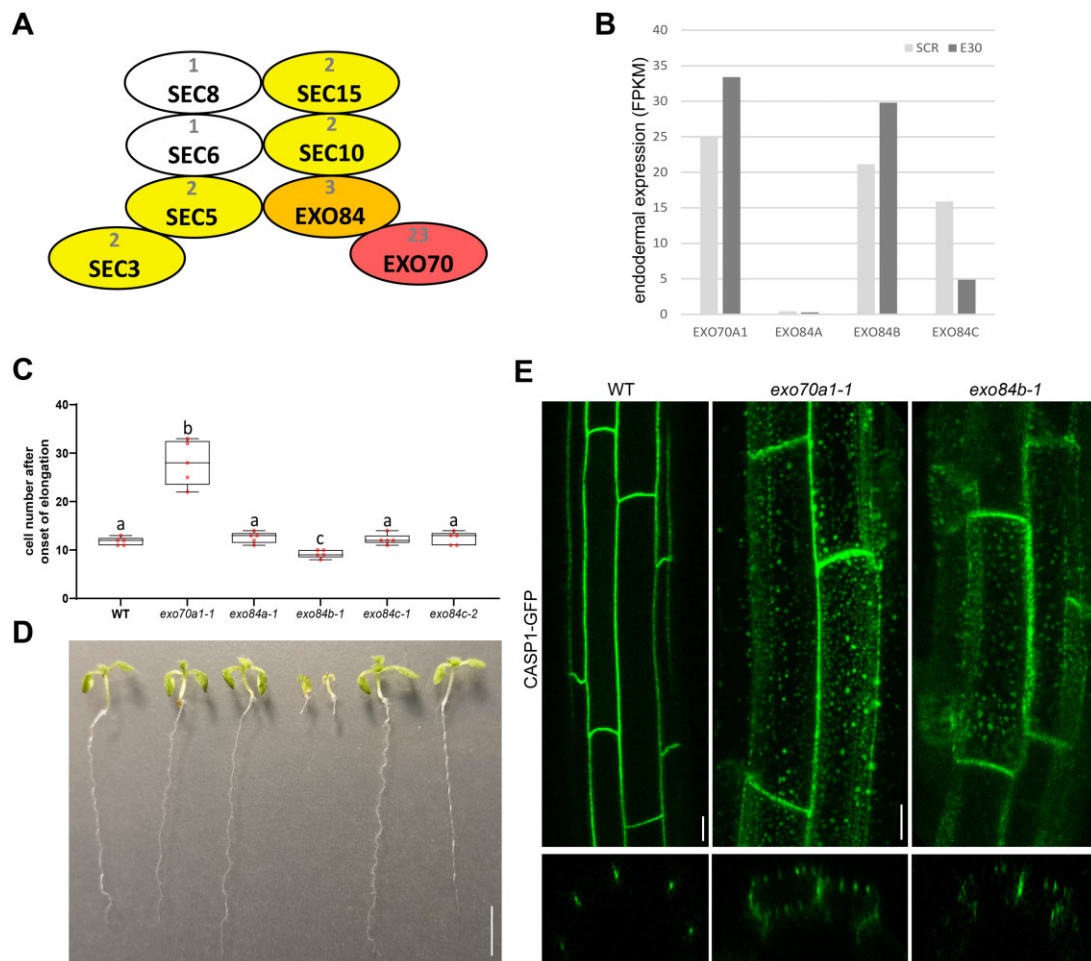 A
1
SEC8
2
SEC15
1
SEC6
2
SEC10
2
SEC5
3
EXO84
2
SEC3
23
EXO70
B
SCR E30
endodermal expression (FPKM)
40
35
30
25
20
15
10
5
0
EXO70A1 EXO84A EXO84B EXO84C
C
cell number after
onset of elongation
40
30
20
10
0
a b a c a a
WT exo70a1-1 exo84a-1 exo84b-1 exo84c-1 exo84c-2
D
E
WT exo70a1-1 exo84b-1
CASP1-GFP